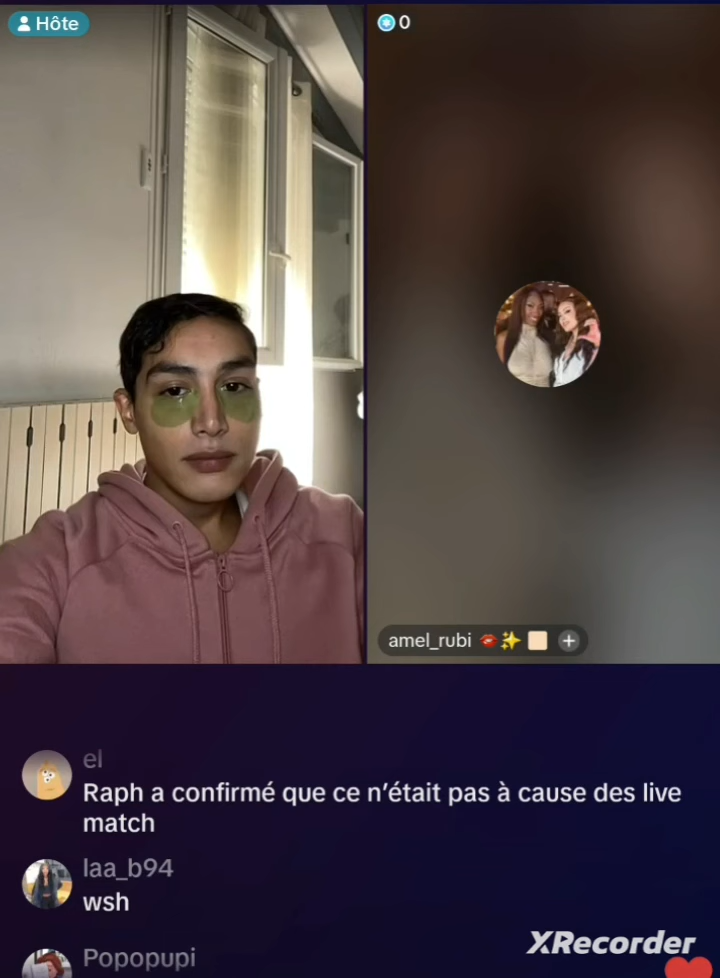 Hôte
0
amel_rubi 💋✨🏼 +
el
Raph a confirmé que ce n’était pas à cause des live
match
laa_b94
wsh
Popopupi
XRecorder